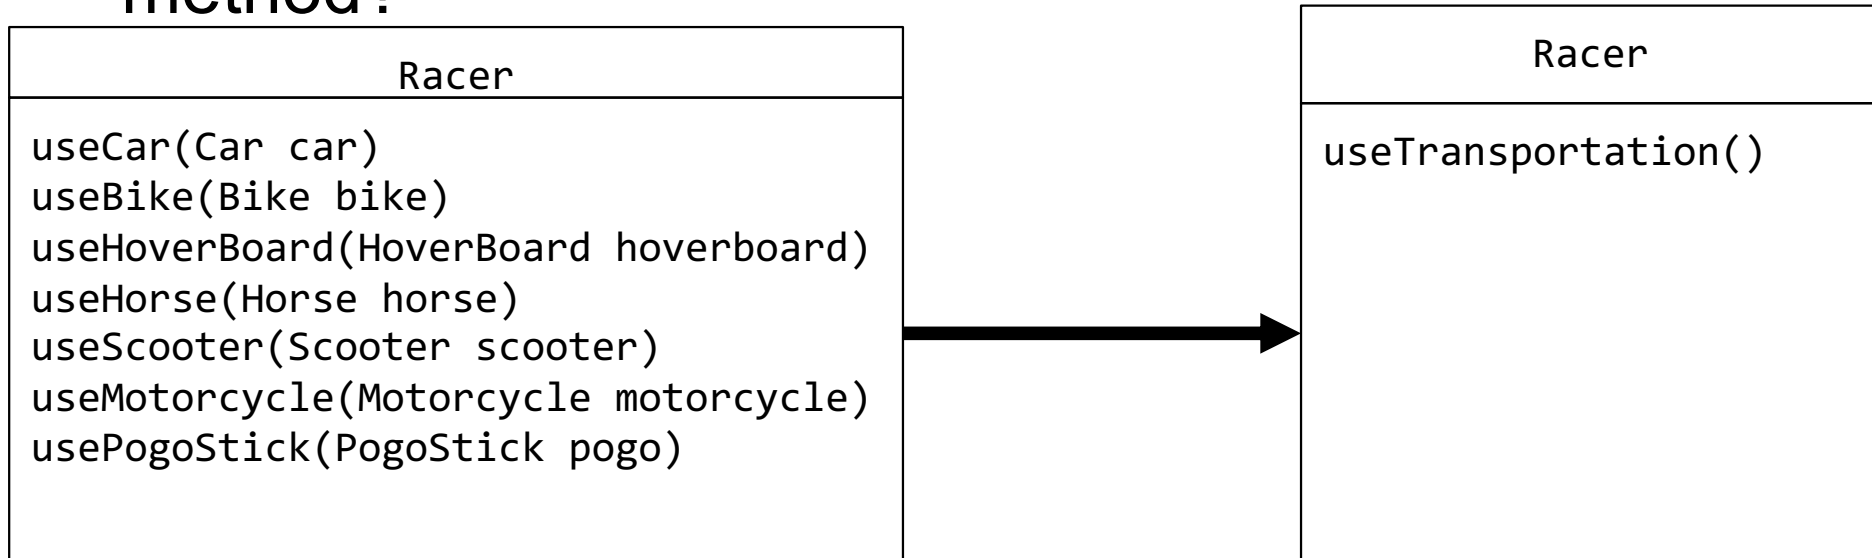 method?
Racer
useCar(Car car)
useBike(Bike bike)
useHoverBoard(HoverBoard hoverboard)
useHorse(Horse horse)
useScooter(Scooter scooter)
useMotorcycle(Motorcycle motorcycle)
usePogoStick(PogoStick pogo)
Racer
useTransportation()